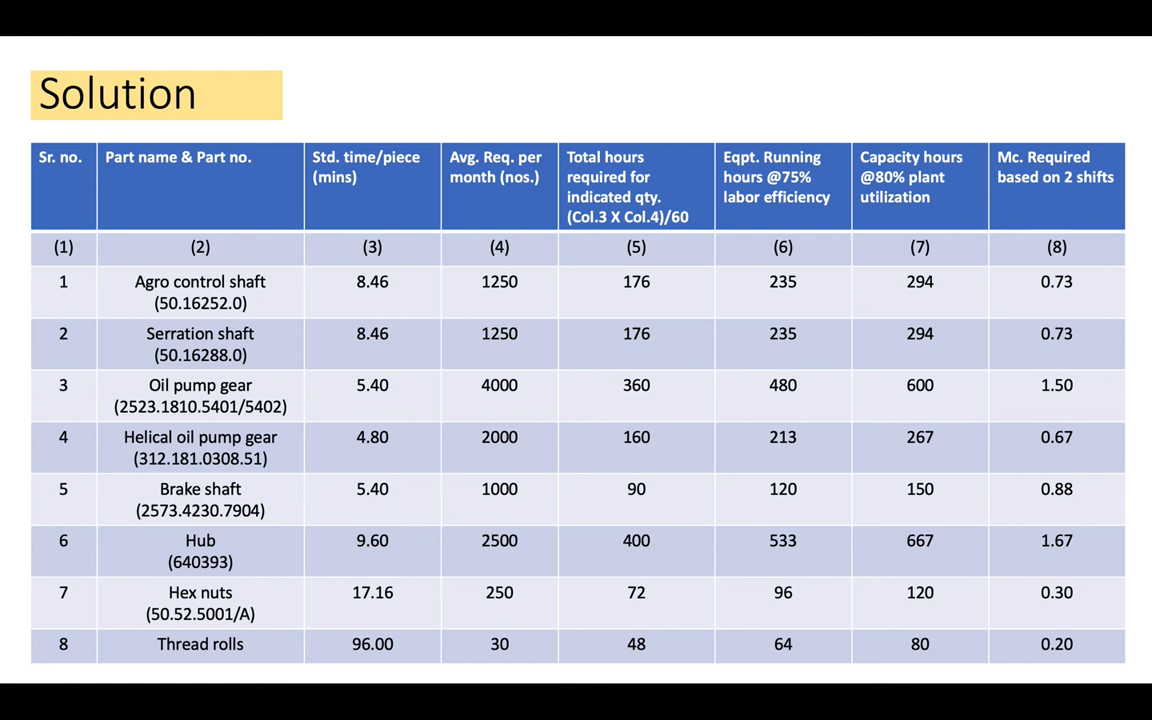 Solution
Sr. no. Part name & Part no. Std. time/piece (mins) Avg. Req. per month (nos.) Total hours required for indicated qty. (Col.3 X Col.4)/60 Eqpt. Running hours @75% labor efficiency Capacity hours @80% plant utilization Mc. Required based on 2 shifts
(1) (2) (3) (4) (5) (6) (7) (8)
1 Agro control shaft 8.46 1250 176 235 294 0.73
(50.16252.0)
2 Serration shaft 8.46 1250 176 235 294 0.73
(50.16288.0)
3 Oil pump gear 5.40 4000 360 480 600 1.50
(2523.1810.5401/5402)
4 Helical oil pump gear 4.80 2000 160 213 267 0.67
(312.181.0308.51)
5 Brake shaft 5.40 1000 90 120 150 0.88
(2573.4230.7904)
6 Hub 9.60 2500 400 533 667 1.67
(640393)
7 Hex nuts 17.16 250 72 96 120 0.30
(50.52.5001/A)
8 Thread rolls 96.00 30 48 64 80 0.20